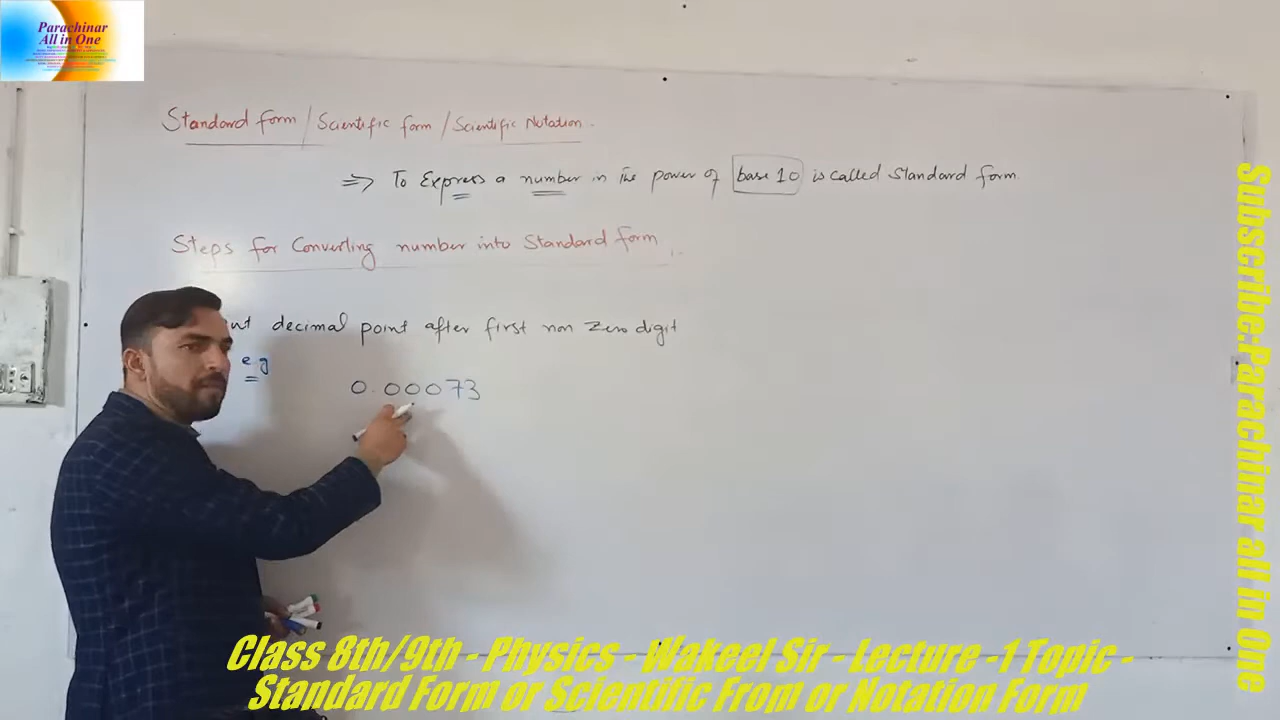 Parachinar
All in One
Standard form / Scientific form / Scientific Notation.
⇒ To Express a number in the power of base 10 is called Standard form.
Steps for Converting number into Standard form
decimal point after first non Zero digit
e.g
0.00073
Subscribe:Parachinar all in One
Class 8th/9th - Physics - Wakeel Sir - Lecture -1 Topic -
Standard Form or Scientific From or Notation Form